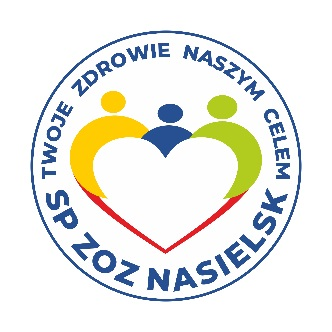 TWOJE ZDROWIE NASZYM CELEM
SP ZOZ NASIELSK